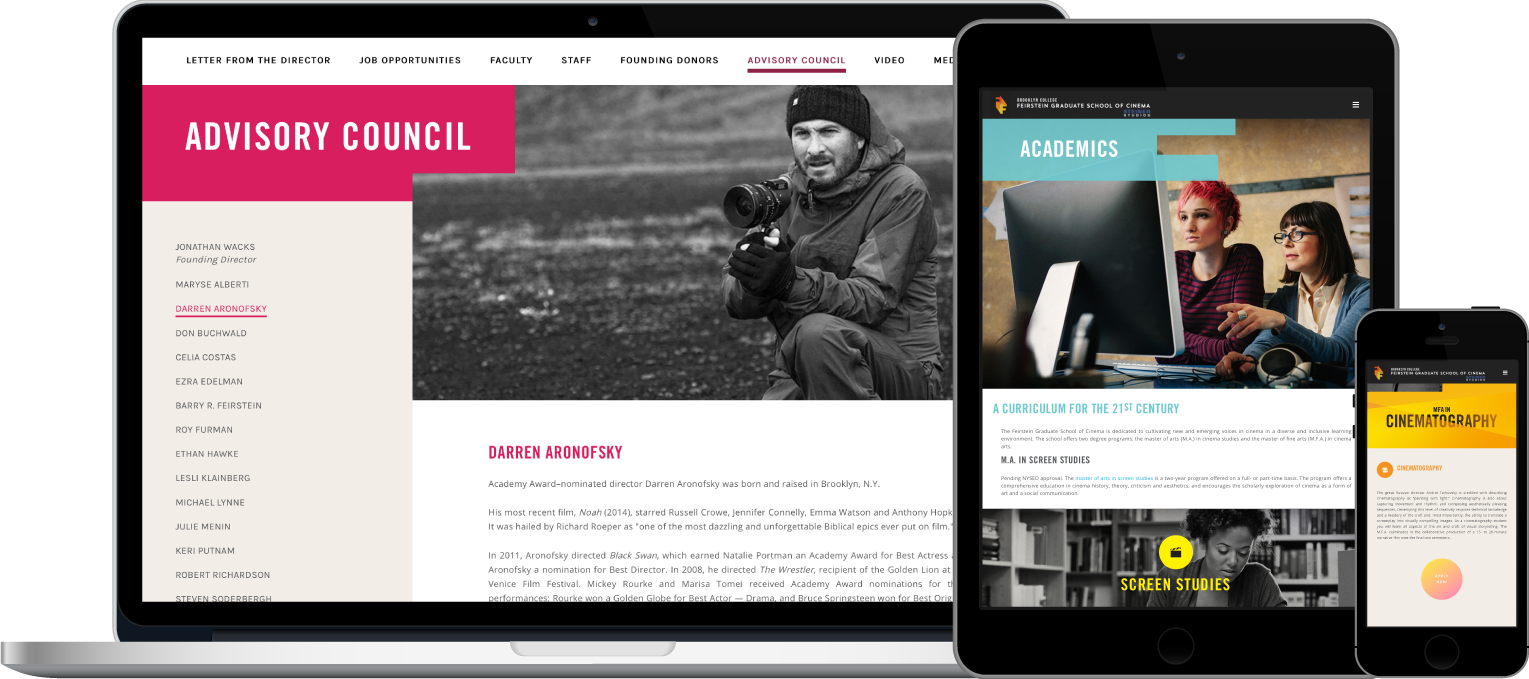 LETTER FROM THE DIRECTOR JOB OPPORTUNITIES FACULTY STAFF FOUNDING DONORS ADVISORY COUNCIL VIDEO MED
ADVISORY COUNCIL
JONATHAN WACKS
Founding Director
MARYSE ALBERTI
DARREN ARONOFSKY
DON BUCHWALD
CELIA COSTAS
EZRA EDELMAN
BARRY R. FEIRSTEIN
ROY FURMAN
ETHAN HAWKE
LESLI KLAINBERG
MICHAEL LYNNE
JULIE MENIN
KERI PUTNAM
ROBERT RICHARDSON
STEVEN SODERBERGH
DARREN ARONOFSKY
Academy Award–nominated director Darren Aronofsky was born and raised in Brooklyn, N.Y.
His most recent film, Noah (2014), starred Russell Crowe, Jennifer Connelly, Emma Watson and Anthony Hopk
It was hailed by Richard Roeper as "one of the most dazzling and unforgettable Biblical epics ever put on film."
In 2011, Aronofsky directed Black Swan, which earned Natalie Portman an Academy Award for Best Actress a
Aronofsky a nomination for Best Director. In 2008, he directed The Wrestler, recipient of the Golden Lion at
Venice Film Festival. Mickey Rourke and Marisa Tomei received Academy Award nominations for th
performances; Rourke won a Golden Globe for Best Actor — Drama, and Bruce Springsteen won for Best Orig
BROOKLYN COLLEGE
FEIRSTEIN GRADUATE SCHOOL OF CINEMA
STEINER
STUDIOS
ACADEMICS
A CURRICULUM FOR THE 21ST CENTURY
The Feirstein Graduate School of Cinema is dedicated to cultivating new and emerging voices in cinema in a diverse and inclusive learning
environment. The school offers two degree programs: the master of arts (M.A.) in cinema studies and the master of fine arts (M.F.A.) in cinema
arts.
M.A. IN SCREEN STUDIES
Pending NYSED approval. The master of arts in screen studies is a two-year program offered on a full- or part-time basis. The program offers a
comprehensive education in cinema history, theory, criticism and aesthetics, and encourages the scholarly exploration of cinema as a form of
art and a social communication.
SCREEN STUDIES
BROOKLYN COLLEGE
FEIRSTEIN GRADUATE SCHOOL OF CINEMA
STUDIOS
MFA IN
CINEMATOGRAPHY
CINEMATOGRAPHY
APPLY
NOW